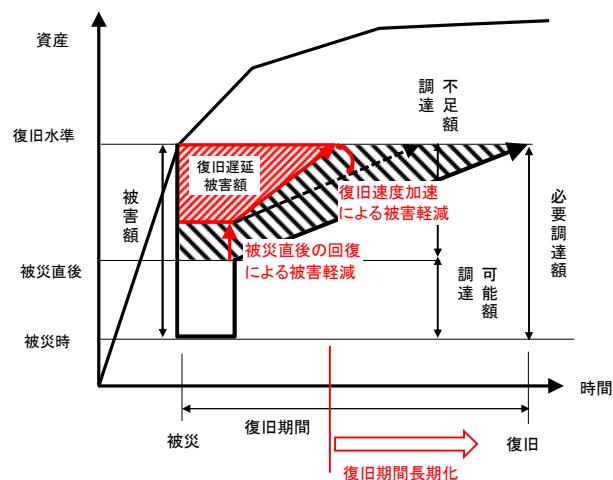 資産
復旧水準
被災直後
被災時
被害額
復旧遅延
被害額
調達
不足額
復旧速度加速
による被害軽減
被災直後の回復
による被害軽減
調達
可能額
必要調達額
時間
被災
復旧期間
復旧
復旧期間長期化